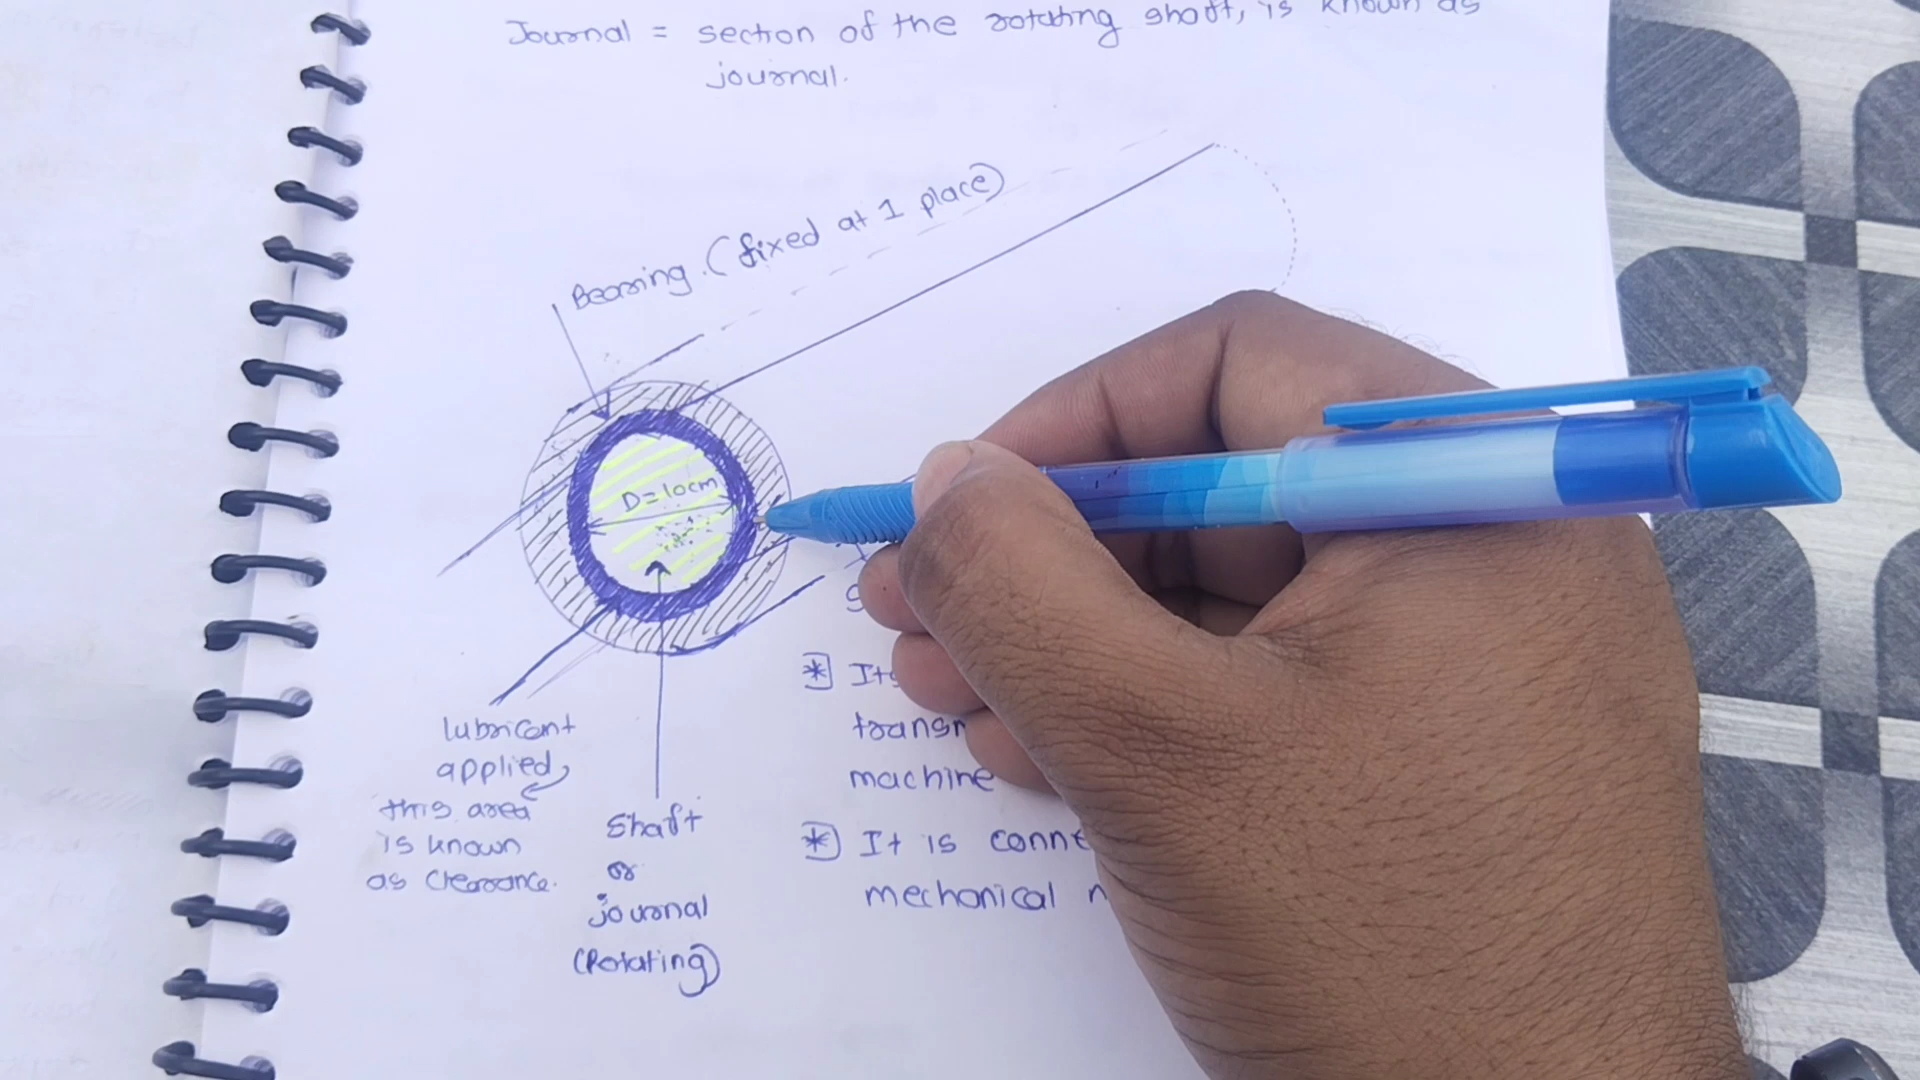 Journal = section of the rotating shaft, is known as
journal.
Bearing. (fixed at 1 place)
D=10cm
lubricant
applied,
this area
is known
as clearance.
Shaft
or
journal
(Rotating)
* Its
machine
* It is
mechanical